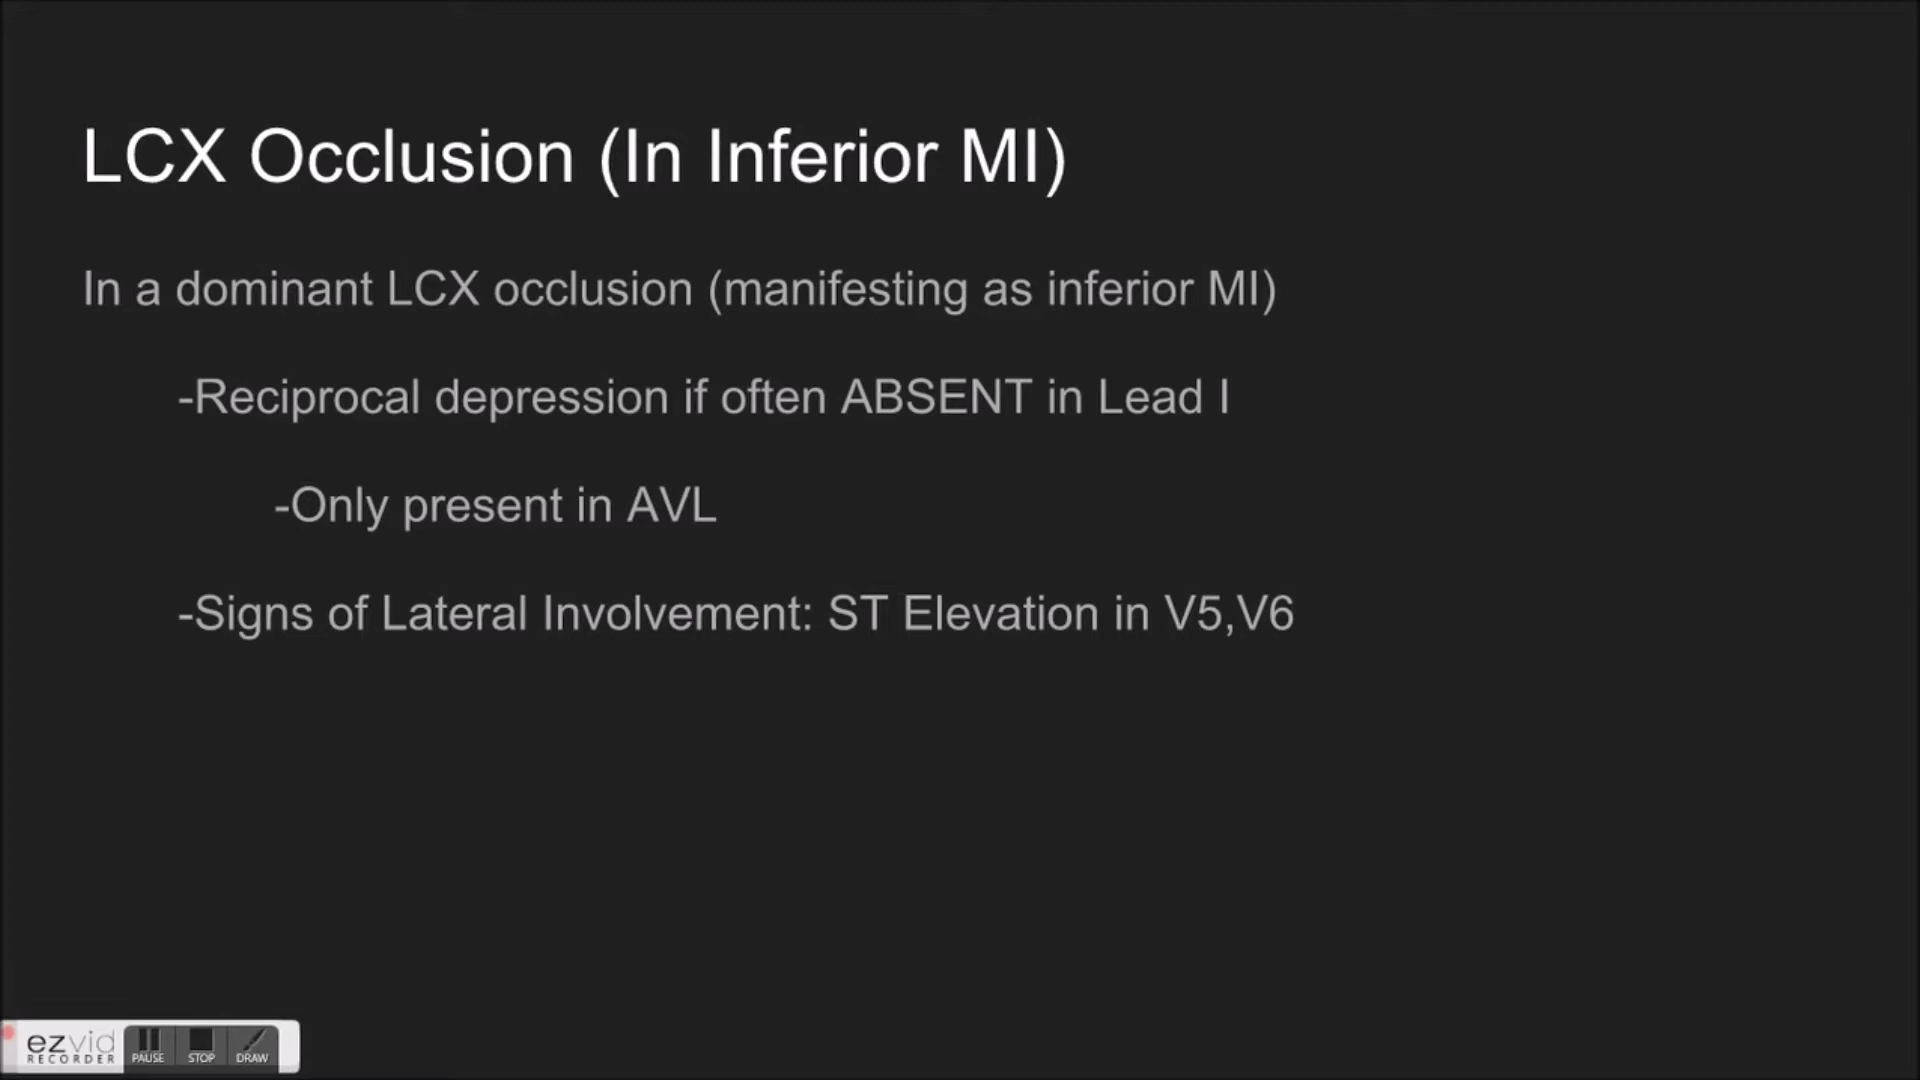 LCX Occlusion (In Inferior MI)
In a dominant LCX occlusion (manifesting as inferior MI)
-Reciprocal depression if often ABSENT in Lead I
-Only present in AVL
-Signs of Lateral Involvement: ST Elevation in V5,V6
ezvid
RECORDER
PAUSE STOP DRAW